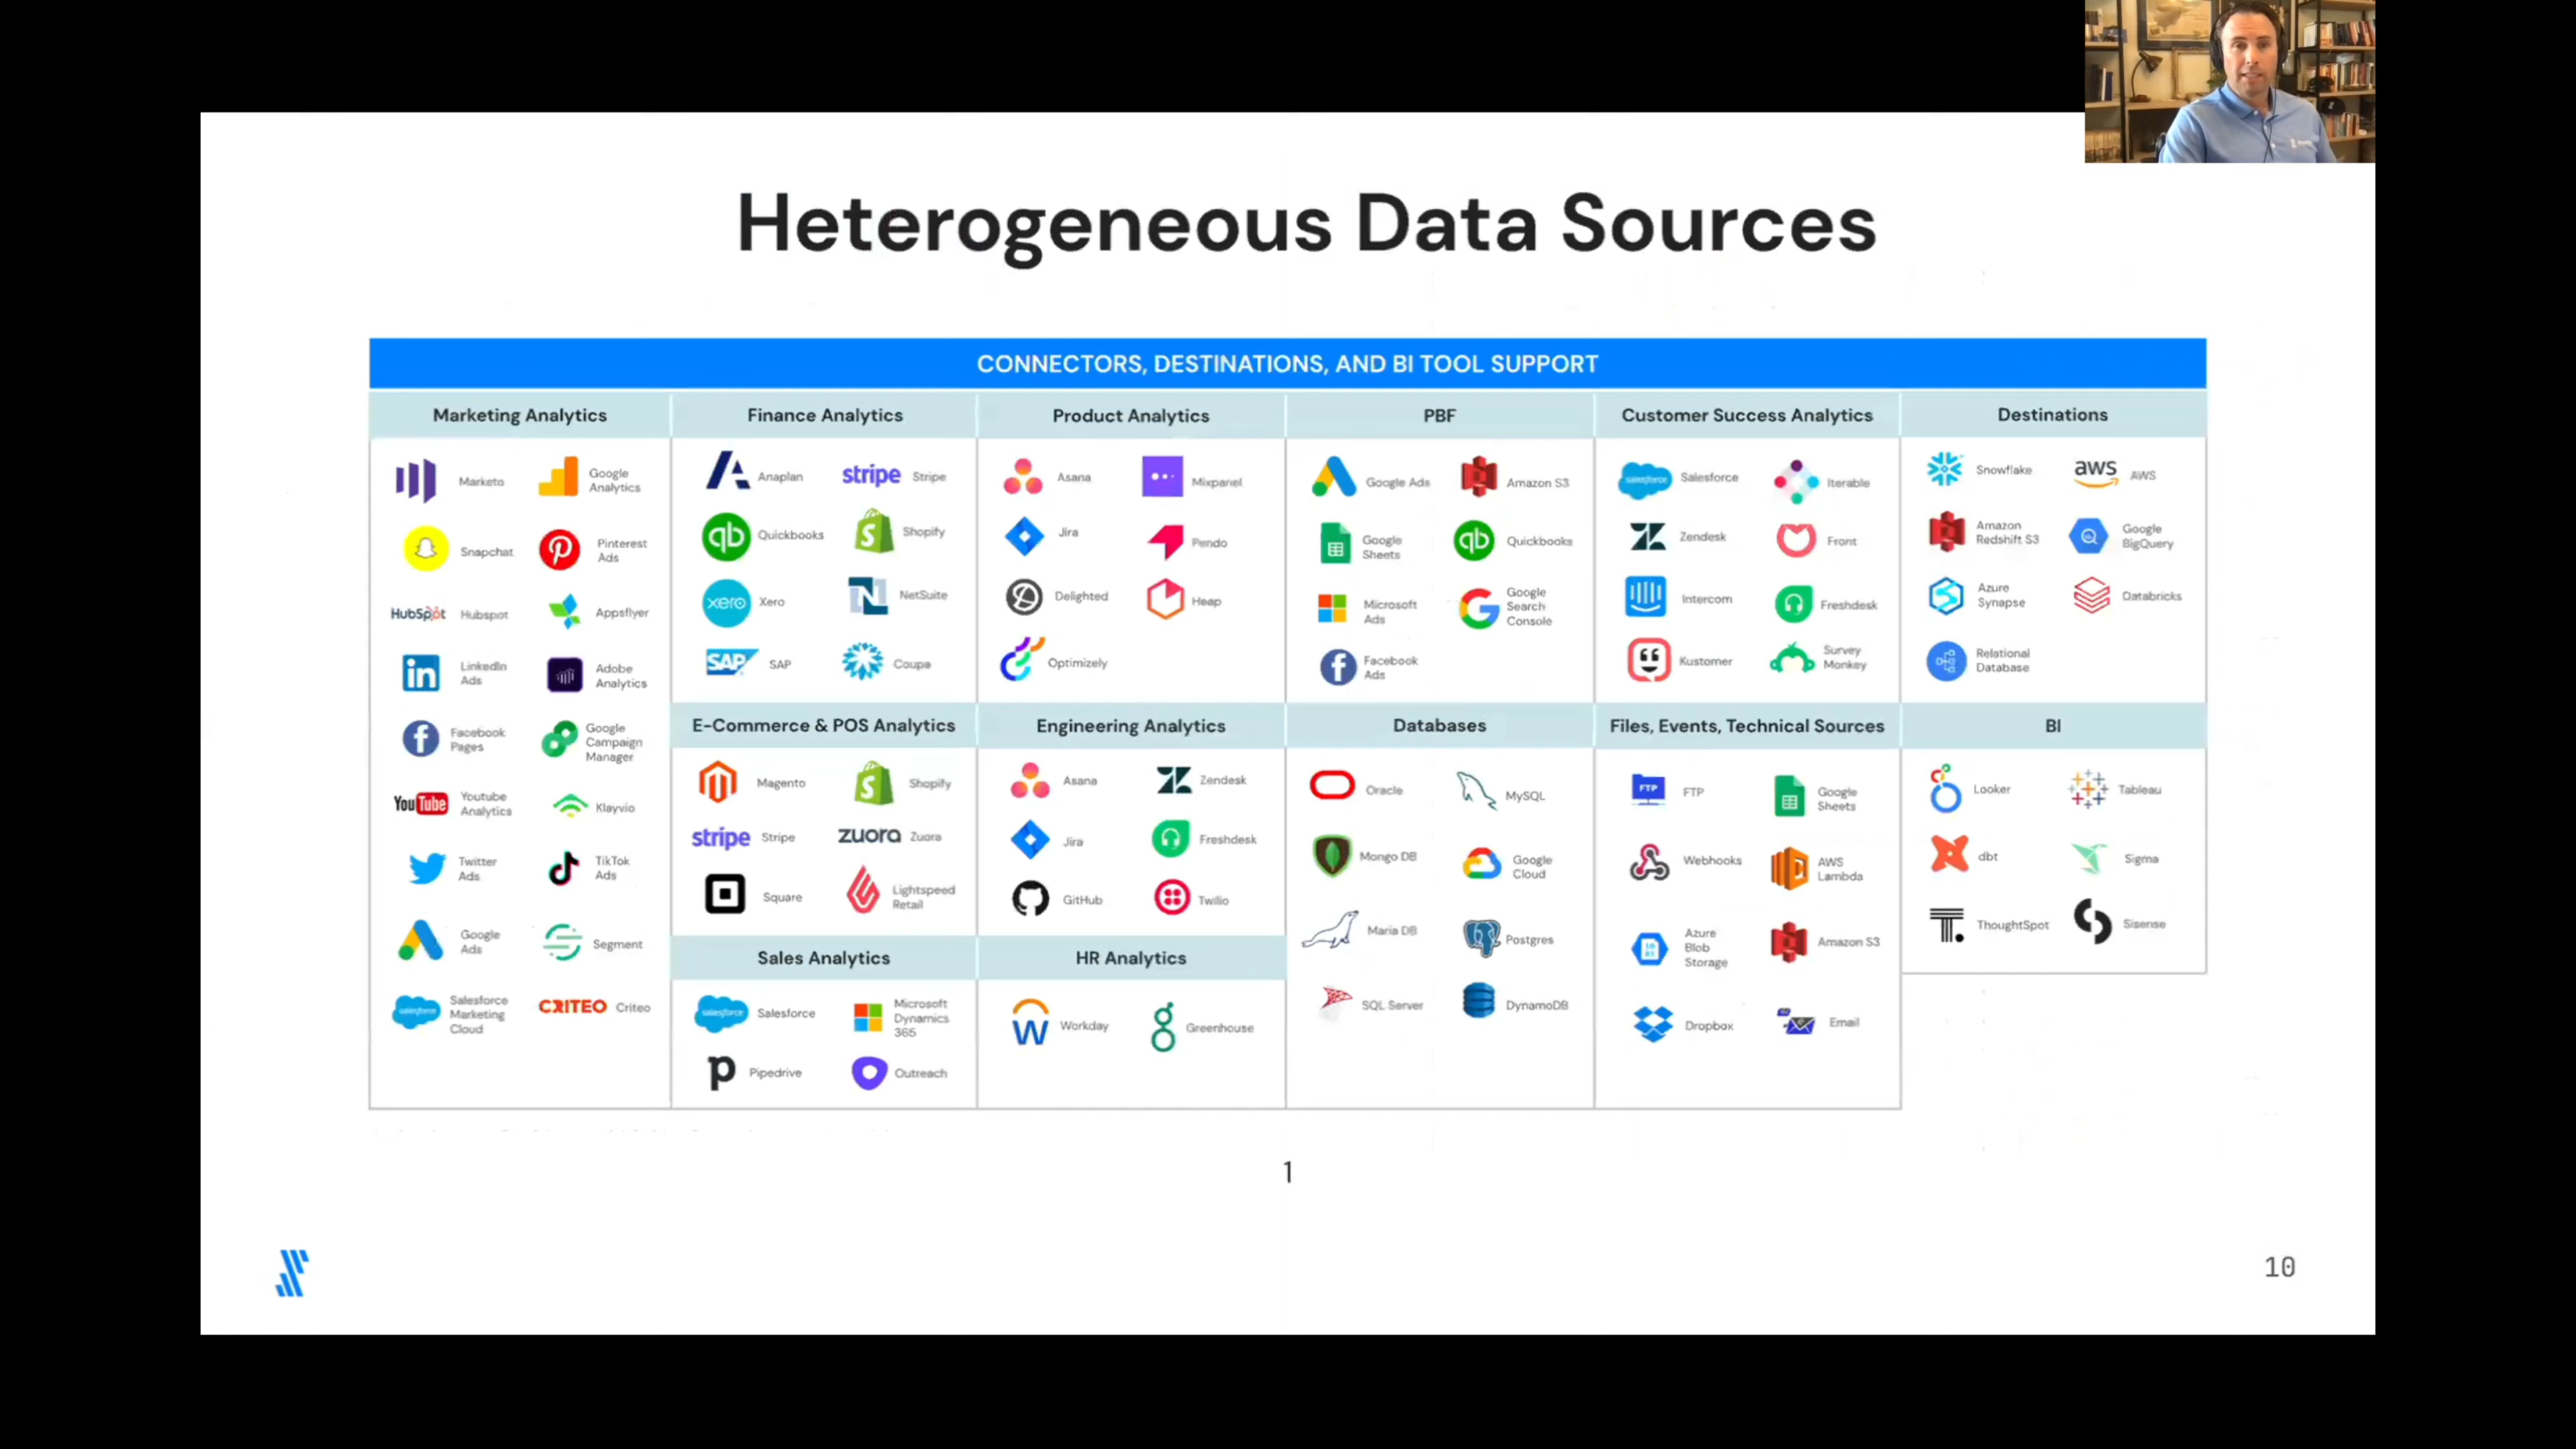 Heterogeneous Data Sources
CONNECTORS, DESTINATIONS, AND BI TOOL SUPPORT
Marketing Analytics
Marketo
Google
Analytics
Snapchat
Pinterest
Ads
HubSpot
Hubspot
Appsflyer
in
LinkedIn
Ads
Adobe
Analytics
Facebook
Pages
Google
Campaign
Manager
YouTube
Youtube
Analytics
Klayvio
Twitter
Ads
TikTok
Ads
Google
Ads
Segment
salesforce
Salesforce
Marketing
Cloud
CRITEO
Criteo
Finance Analytics
Anaplan
stripe
Stripe
qb
Quickbooks
Shopify
xero
Xero
N
NetSuite
SAP
SAP
Coupa
E-Commerce & POS Analytics
Magento
Shopify
stripe
Stripe
zuora
Zuora
Square
Lightspeed
Retail
Sales Analytics
salesforce
Salesforce
Microsoft
Dynamics
365
Pipedrive
Outreach
Product Analytics
Asana
Mixpanel
Jira
Pendo
Delighted
Heap
Optimizely
Engineering Analytics
Asana
Zendesk
Jira
Freshdesk
GitHub
Twilio
HR Analytics
Workday
Greenhouse
PBF
Google Ads
Amazon S3
Google
Sheets
qb
Quickbooks
Microsoft
Ads
Google
Search
Console
Facebook
Ads
Databases
Oracle
MySQL
Mongo DB
Google
Cloud
Maria DB
Postgres
SQL Server
DynamoDB
Customer Success Analytics
salesforce
Salesforce
Iterable
Zendesk
Front
Intercom
Freshdesk
Kustomer
Survey
Monkey
Files, Events, Technical Sources
FTP
FTP
Google
Sheets
Webhooks
AWS
Lambda
Azure
Blob
Storage
Amazon S3
Dropbox
Email
Destinations
Snowflake
aws
AWS
Amazon
Redshift S3
Google
BigQuery
Azure
Synapse
Databricks
Relational
Database
BI
Looker
Tableau
dbt
Sigma
T.
ThoughtSpot
Sisense
1
10